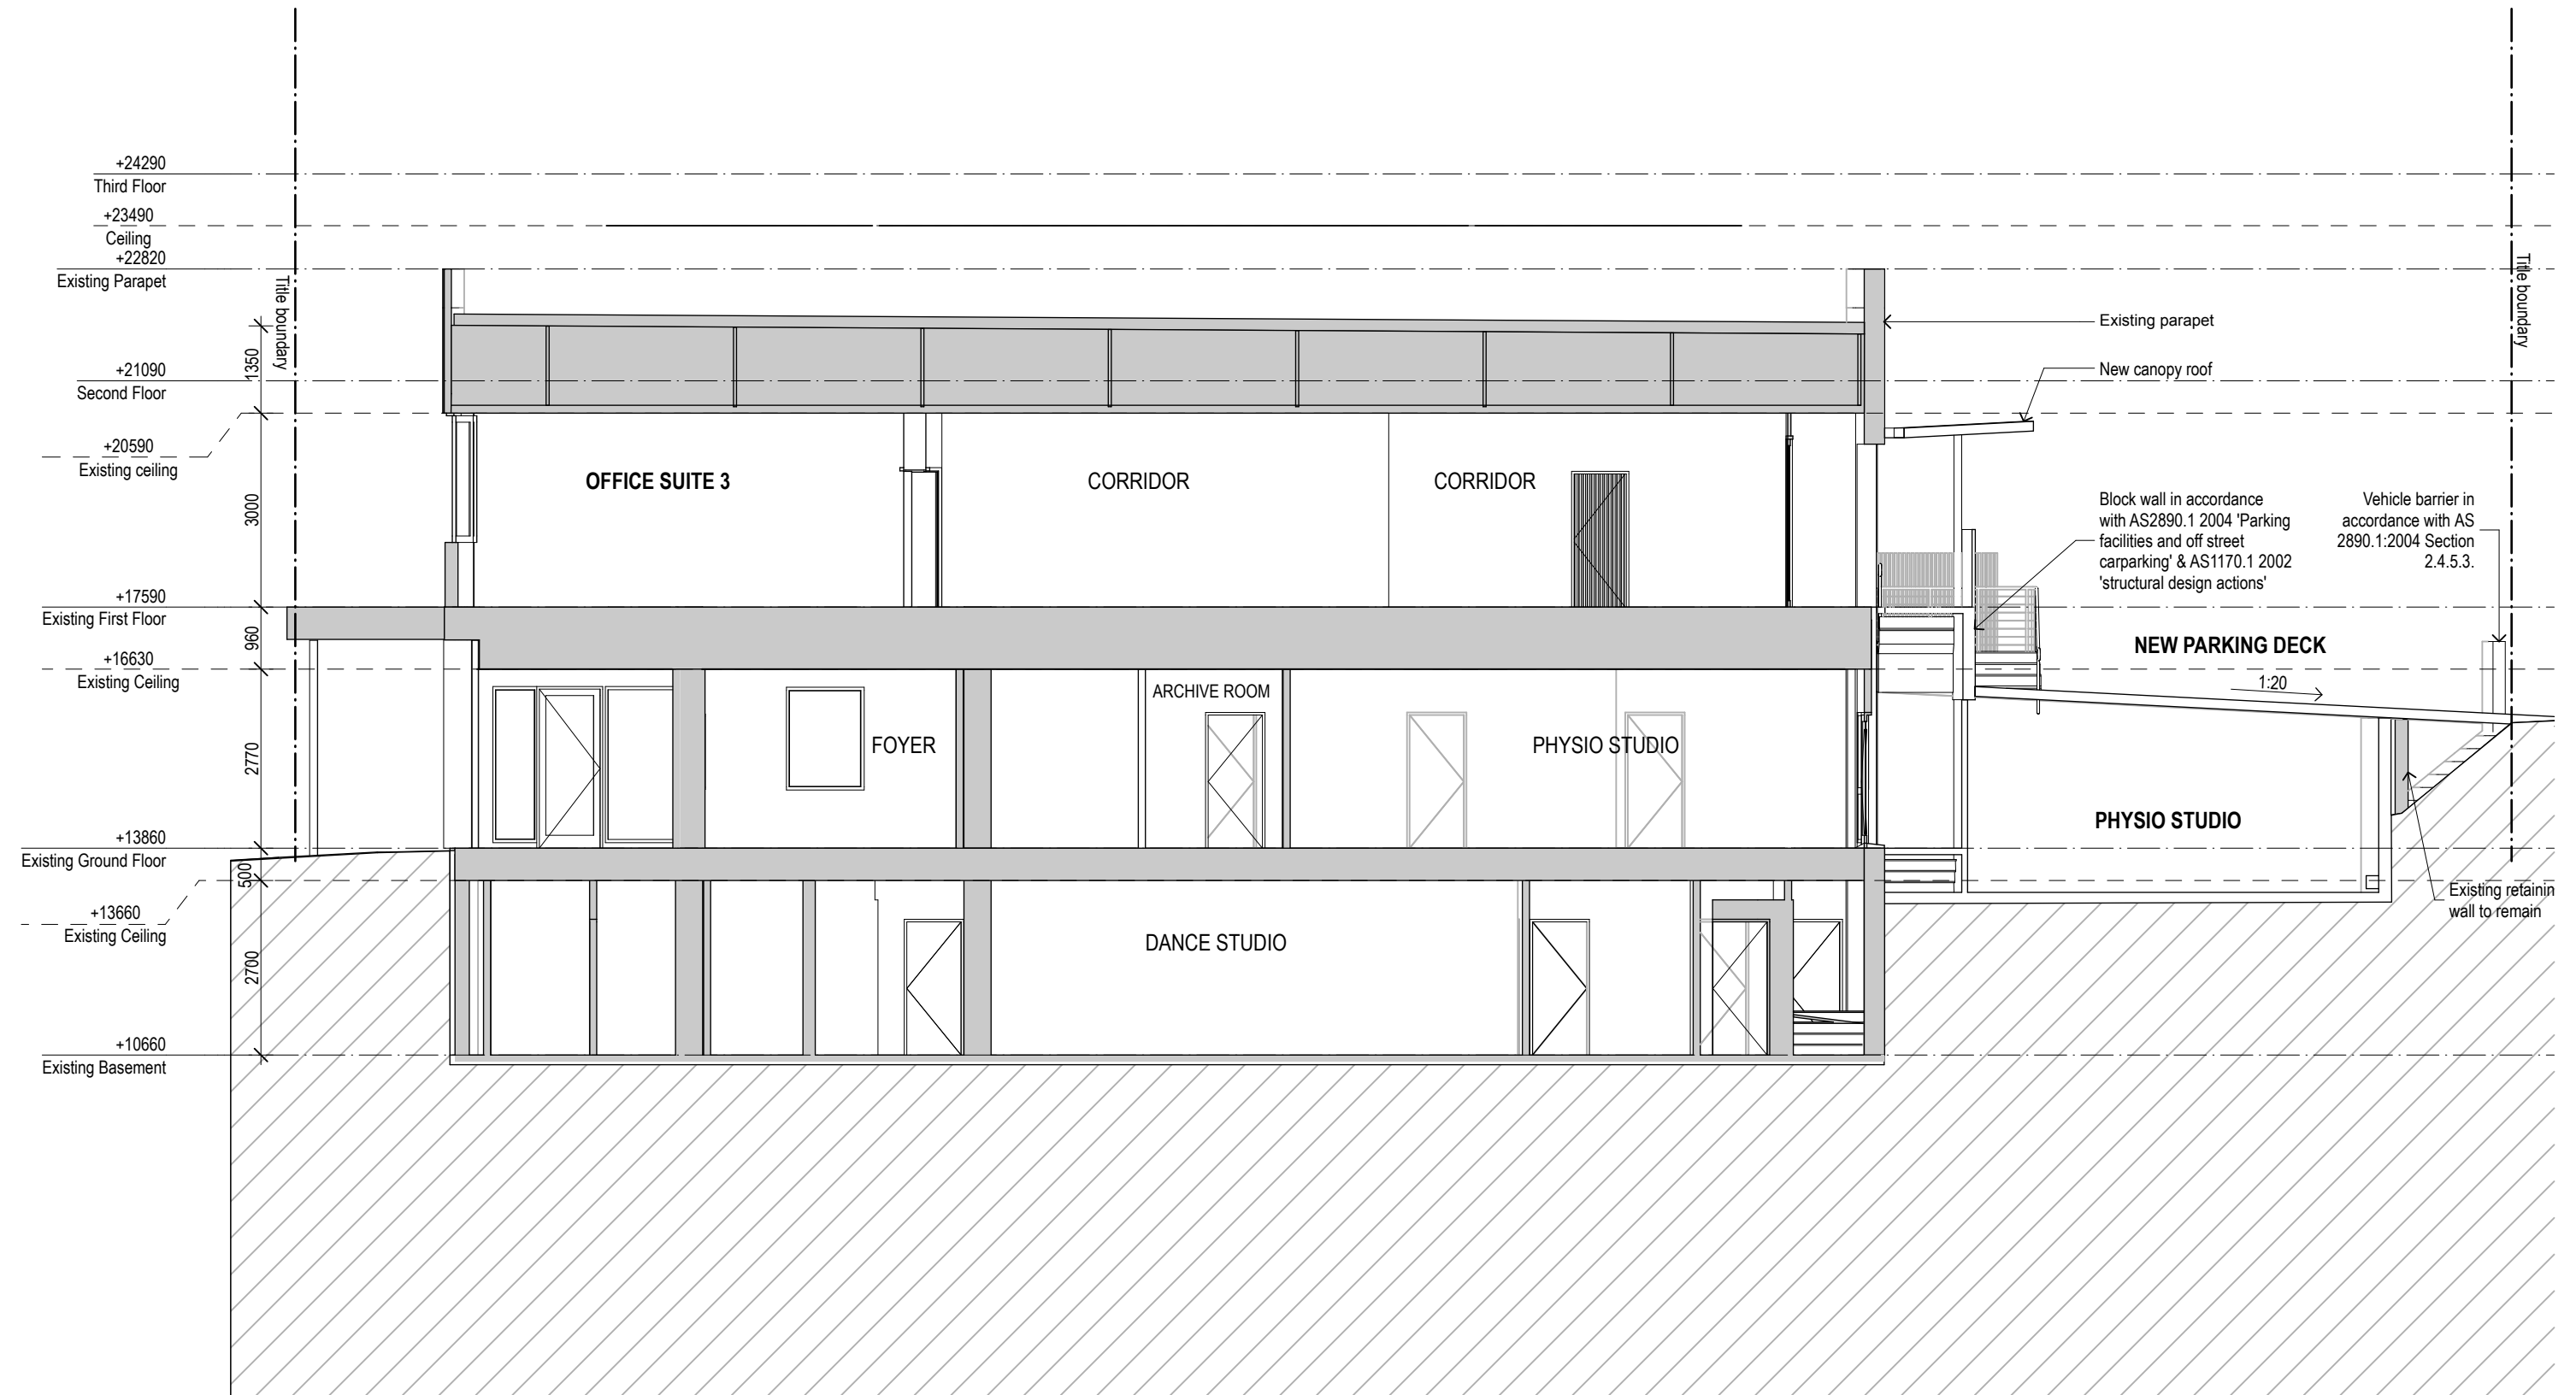 +24290
Third Floor
+23490
Ceiling
+22820
Existing Parapet
Title boundary
Title boundary
1350
Existing parapet
+21090
Second Floor
New canopy roof
+20590
Existing ceiling
OFFICE SUITE 3
CORRIDOR
CORRIDOR
3000
Block wall in accordance
with AS2890.1 2004 'Parking
facilities and off street
carparking' & AS1170.1 2002
'structural design actions'
Vehicle barrier in
accordance with AS
2890.1:2004 Section
2.4.5.3.
+17590
Existing First Floor
960
NEW PARKING DECK
+16630
Existing Ceiling
1:20
ARCHIVE ROOM
FOYER
PHYSIO STUDIO
2770
PHYSIO STUDIO
+13860
Existing Ground Floor
500
Existing retainin
wall to remain
+13660
Existing Ceiling
DANCE STUDIO
2700
+10660
Existing Basement